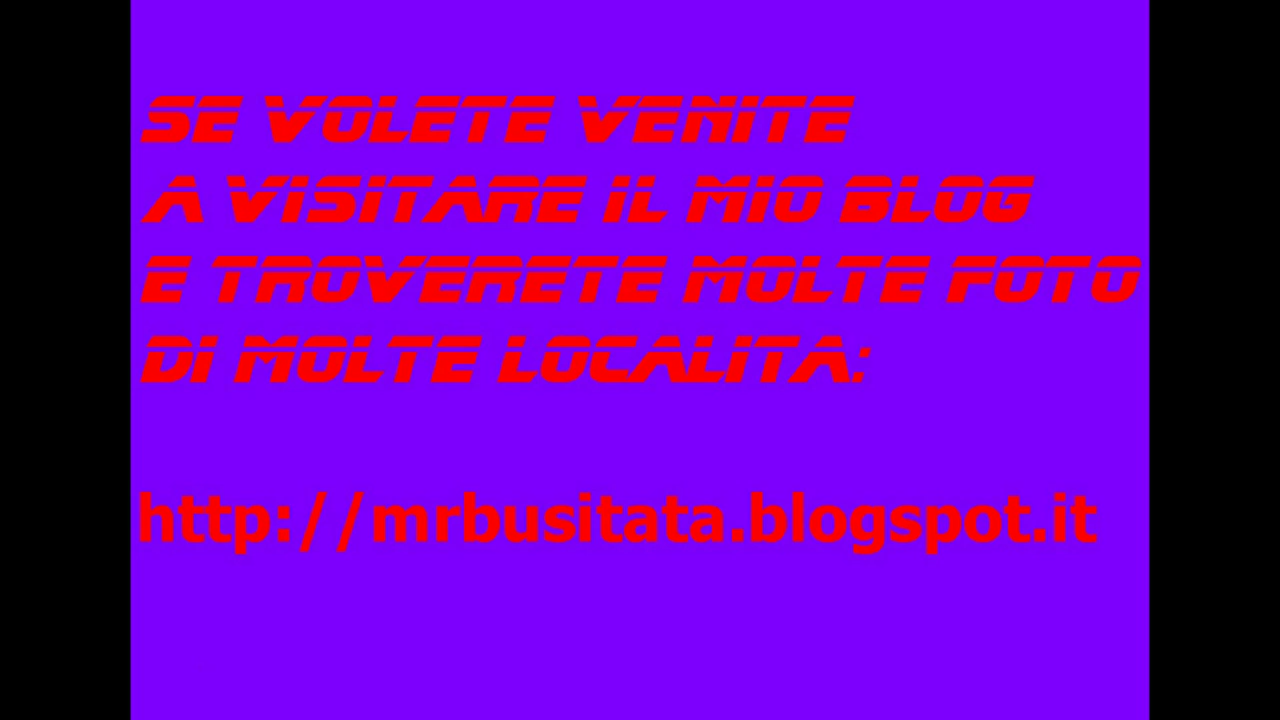 SE VOLETE VENITE
A VISITARE IL MIO BLOG
E TROVERETE MOLTE FOTO
DI MOLTE LOCALITA:
http://mrbusitata.blogspot.it